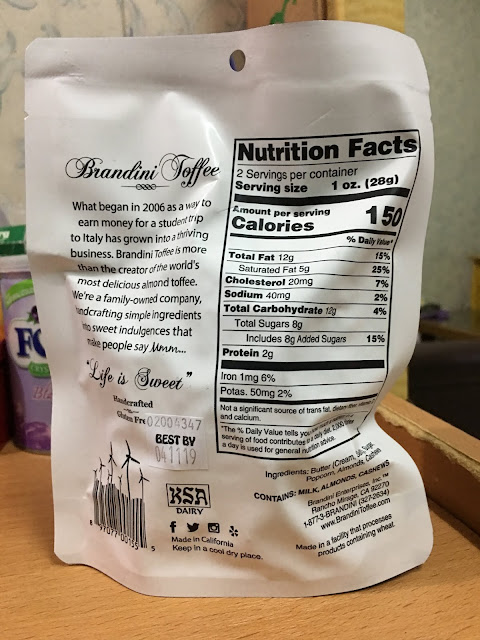 Brandini Toffee
What began in 2006 as a way to
earn money for a student trip
to Italy has grown into a thriving
business. Brandini Toffee is more
than the creator of the world's
most delicious almond toffee.
We're a family-owned company,
handcrafting simple ingredients
into sweet indulgences that
make people say Mmm....
"Life is Sweet"
Handcrafted
Gluten Fre
02004347
BEST BY
041119
KSA
DAIRY
Made in California
Keep in a cool dry place.
Nutrition Facts
2 Servings per container
Serving size 1 oz. (28g)
Amount per serving
Calories 150
% Daily Value*
Total Fat 12g 15%
Saturated Fat 5g 25%
Cholesterol 20mg 7%
Sodium 40mg 2%
Total Carbohydrate 12g 4%
Total Sugars 8g
Includes 8g Added Sugars 15%
Protein 2g
Iron 1mg 6%
Potas. 50mg 2%
Not a significant source of trans fat, dietary
and calcium.
*The % Daily Value tells you
serving of food contributes a daily diet.
a day is used for general nutrition advice.
Ingredients: Butter (Cream, Salt), Sugar,
Popcorn, Almonds, Cashews
CONTAINS: MILK, ALMONDS, CASHEWS
Brandini Enterprises, Inc.™
Rancho Mirage, CA 92270
1-877-3-BRANDINI (327-2634)
www.BrandiniToffee.com
Made in a facility that processes
products containing wheat.